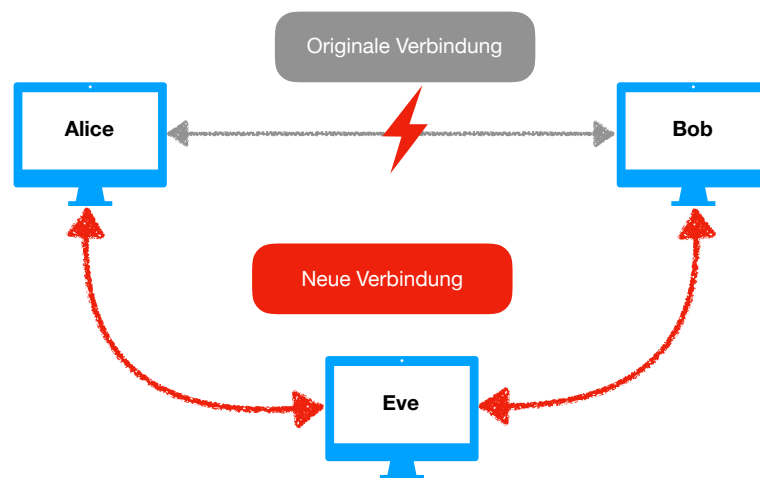 Originale Verbindung
Alice
Bob
Neue Verbindung
Eve